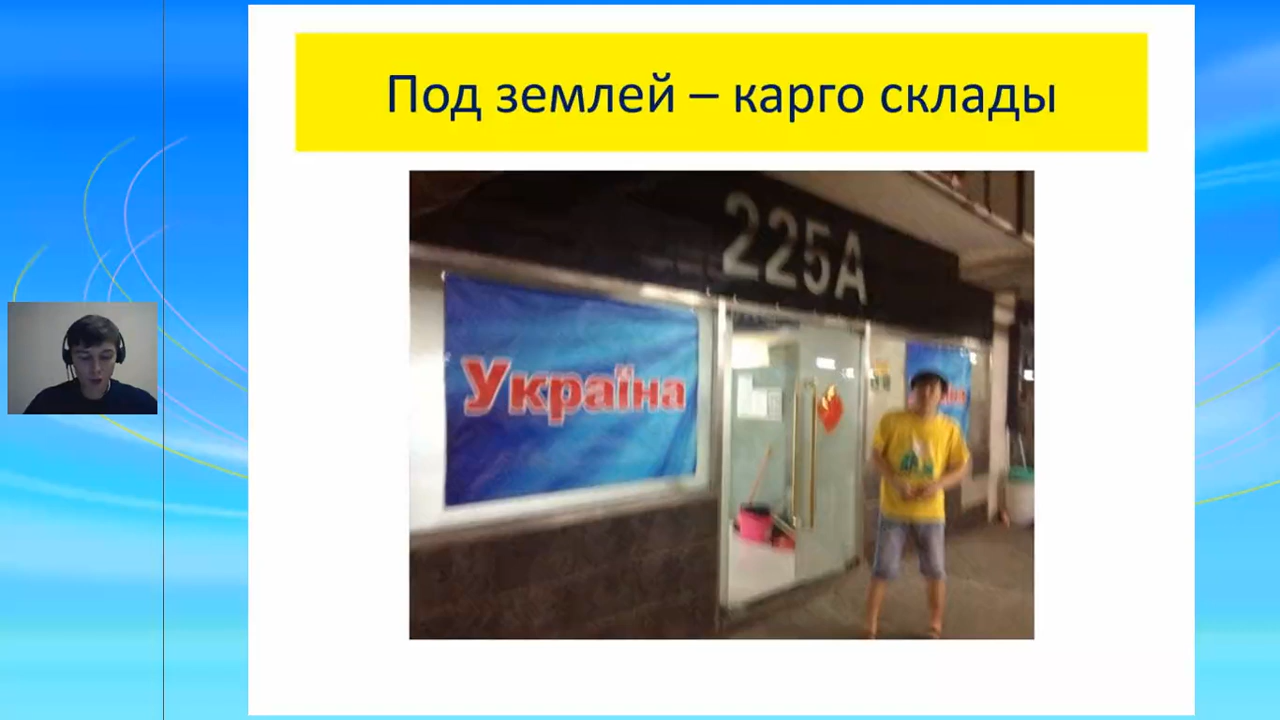 Под землей – карго склады
225A
Україна